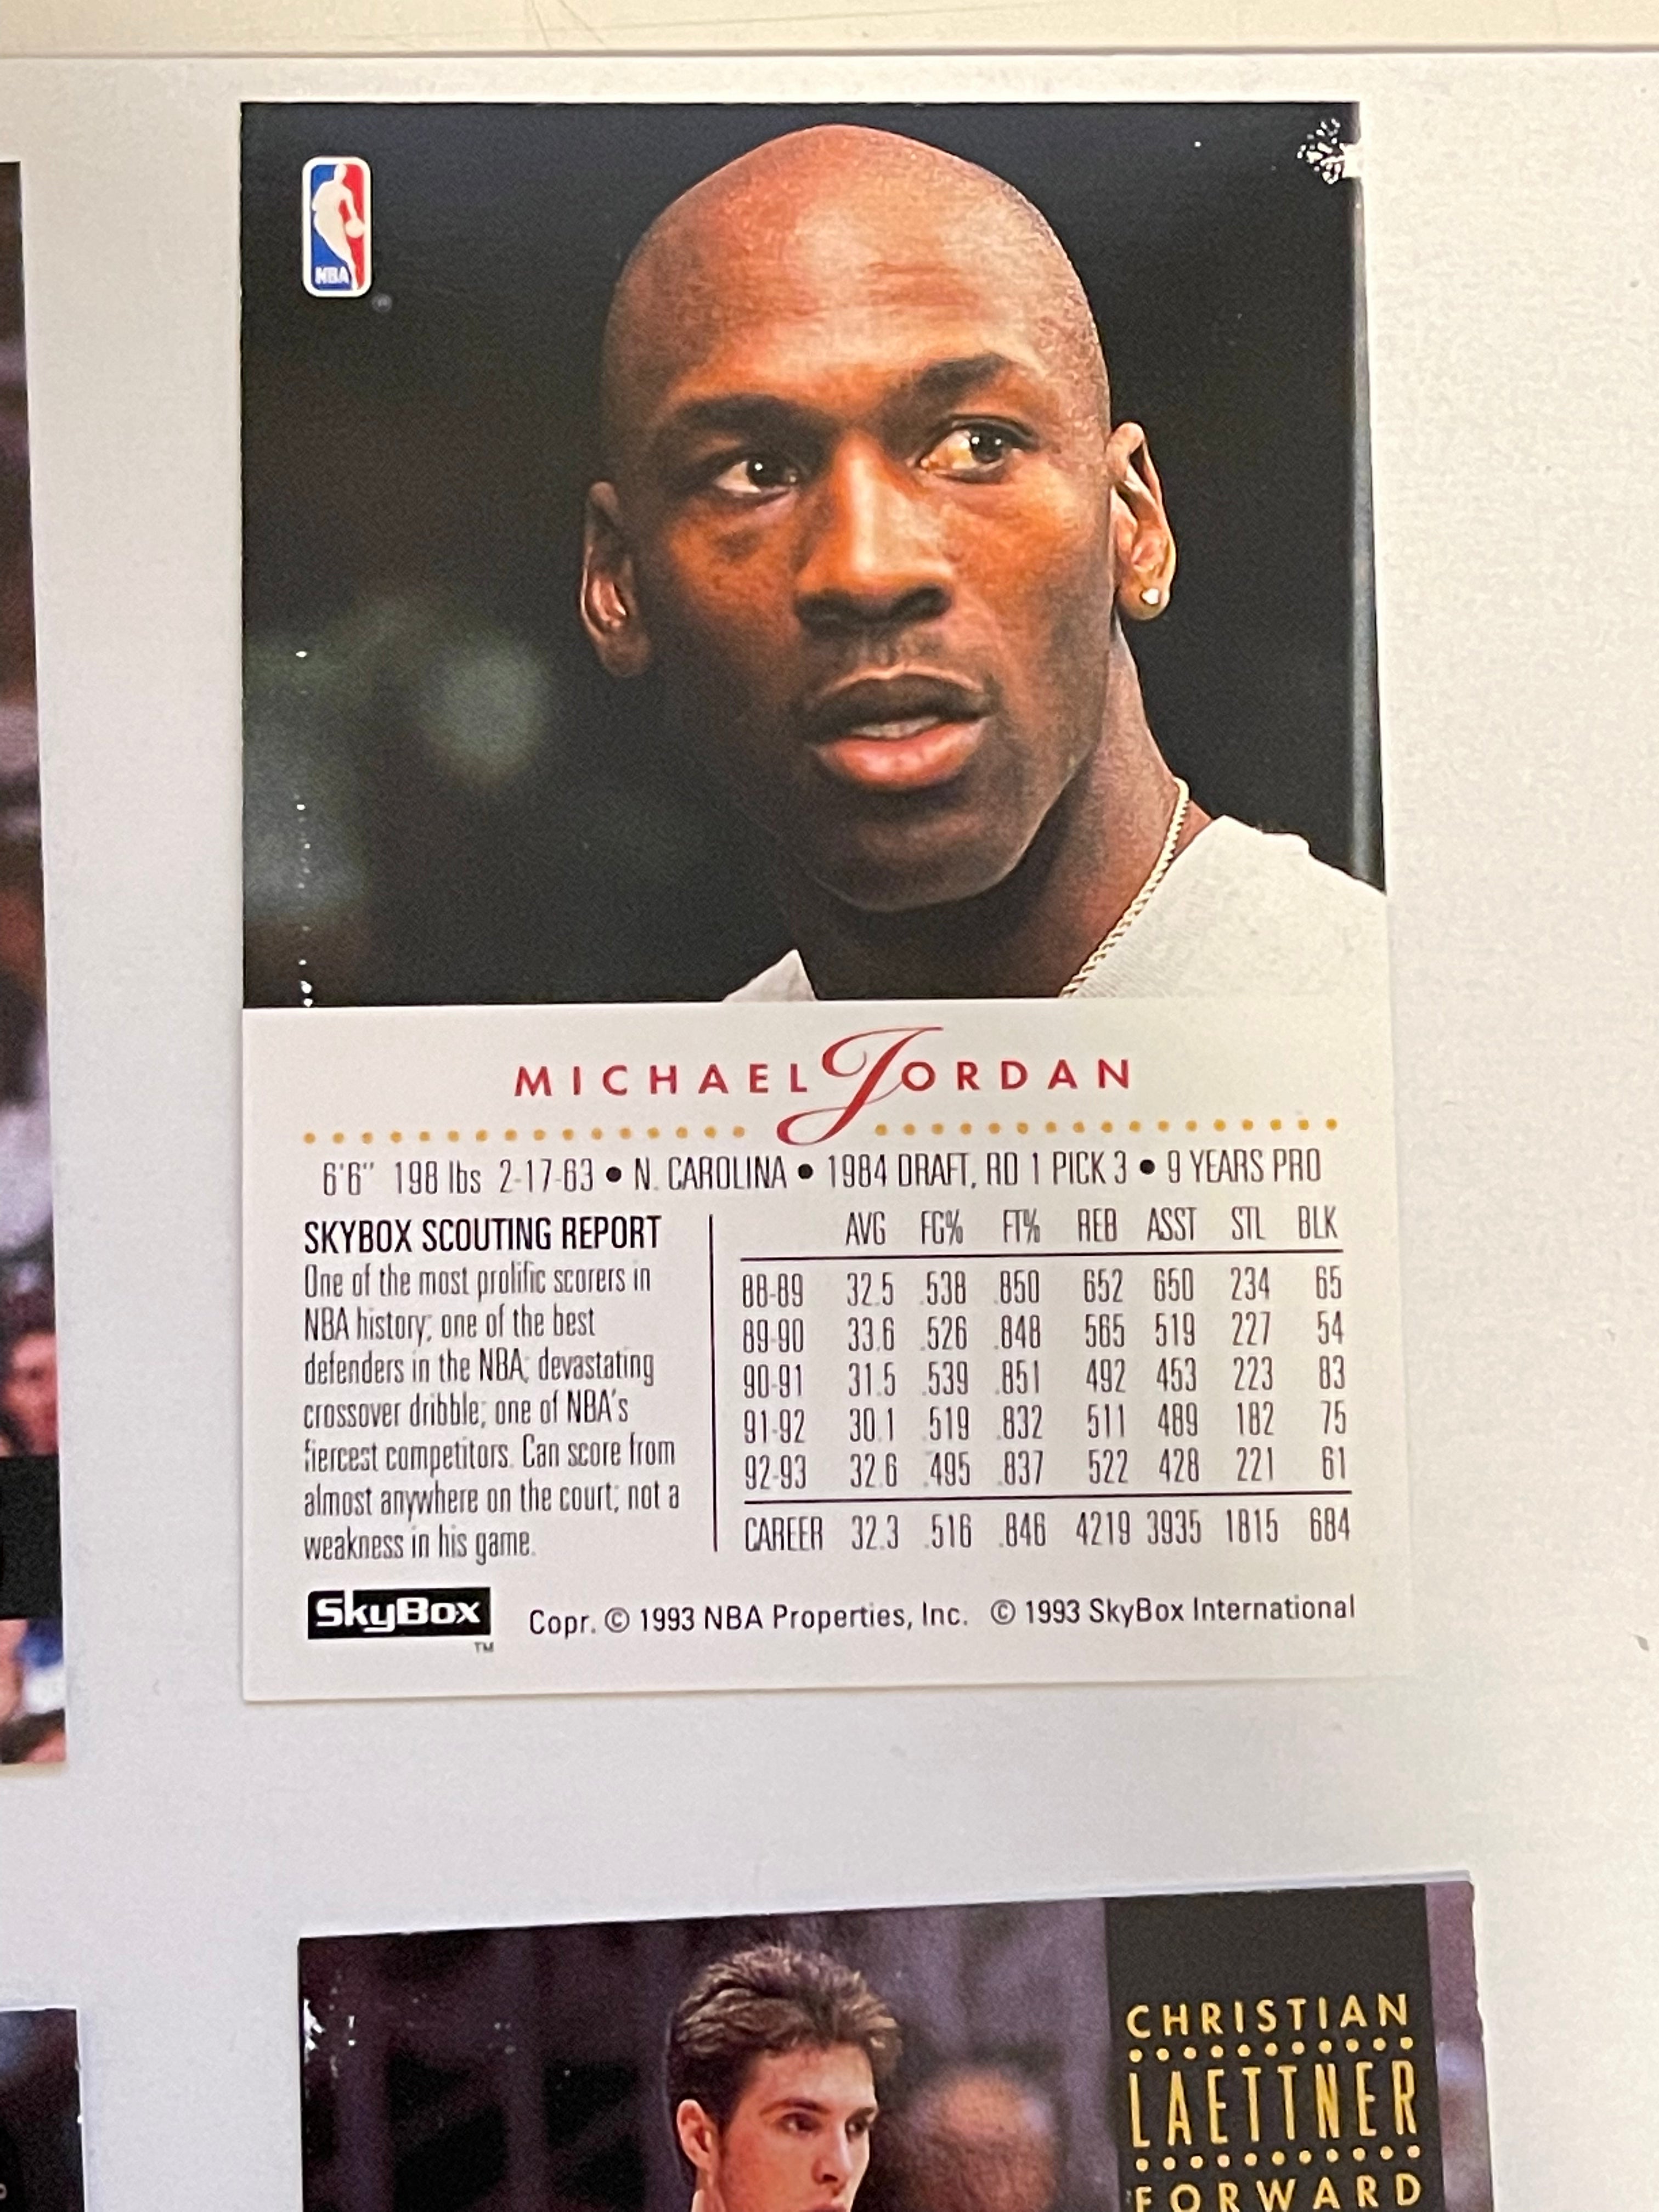 NBA
MICHAEL JORDAN
6'6" 198 lbs 2-17-63 • N. CAROLINA • 1984 DRAFT, RD 1 PICK 3 • 9 YEARS PRO
SKYBOX SCOUTING REPORT
One of the most prolific scorers in
NBA history; one of the best
defenders in the NBA; devastating
crossover dribble; one of NBA's
fiercest competitors. Can score from
almost anywhere on the court; not a
weakness in his game.
AVG FG% FT% REB ASST STL BLK
88-89 32.5 .538 .850 652 650 234 65
89-90 33.6 .526 .848 565 519 227 54
90-91 31.5 .539 .851 492 453 223 83
91-92 30.1 .519 .832 511 489 182 75
92-93 32.6 .495 .837 522 428 221 61
CAREER 32.3 .516 .846 4219 3935 1815 684
SkyBox TM
Copr. © 1993 NBA Properties, Inc. © 1993 SkyBox International
CHRISTIAN
LAETTNER
FORWARD